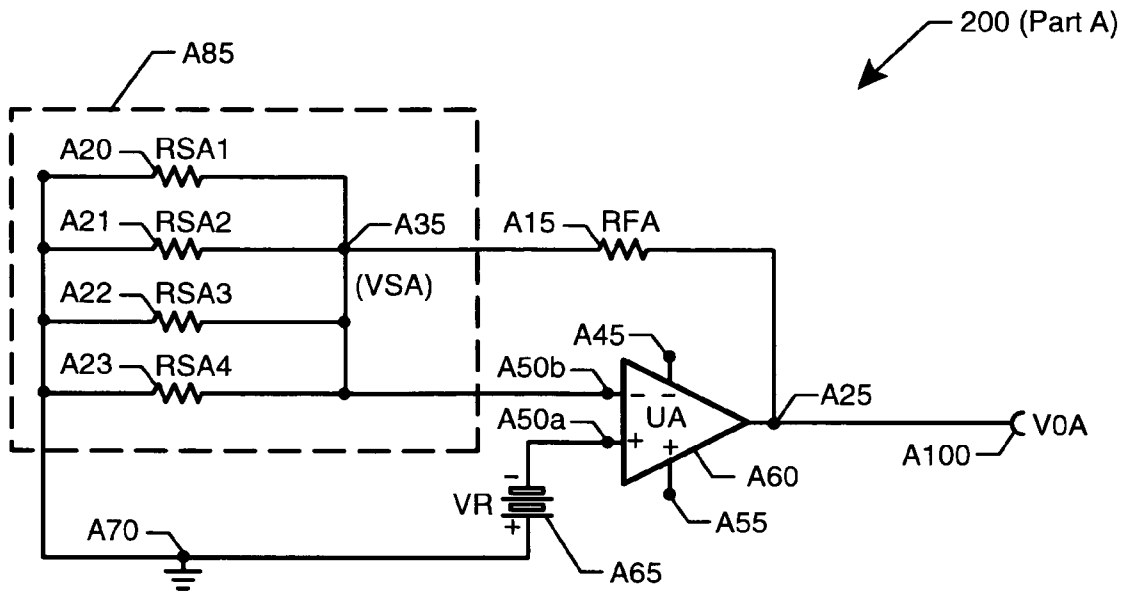 200 (Part A)
A85
A20 RSA1
A21 RSA2
A35
A15 RFA
(VSA)
A22 RSA3
A45
A23 RSA4
A50b
- -
UA
A25
A50a
+ +
V0A
A100
A60
-
VR
+
A55
A70
A65